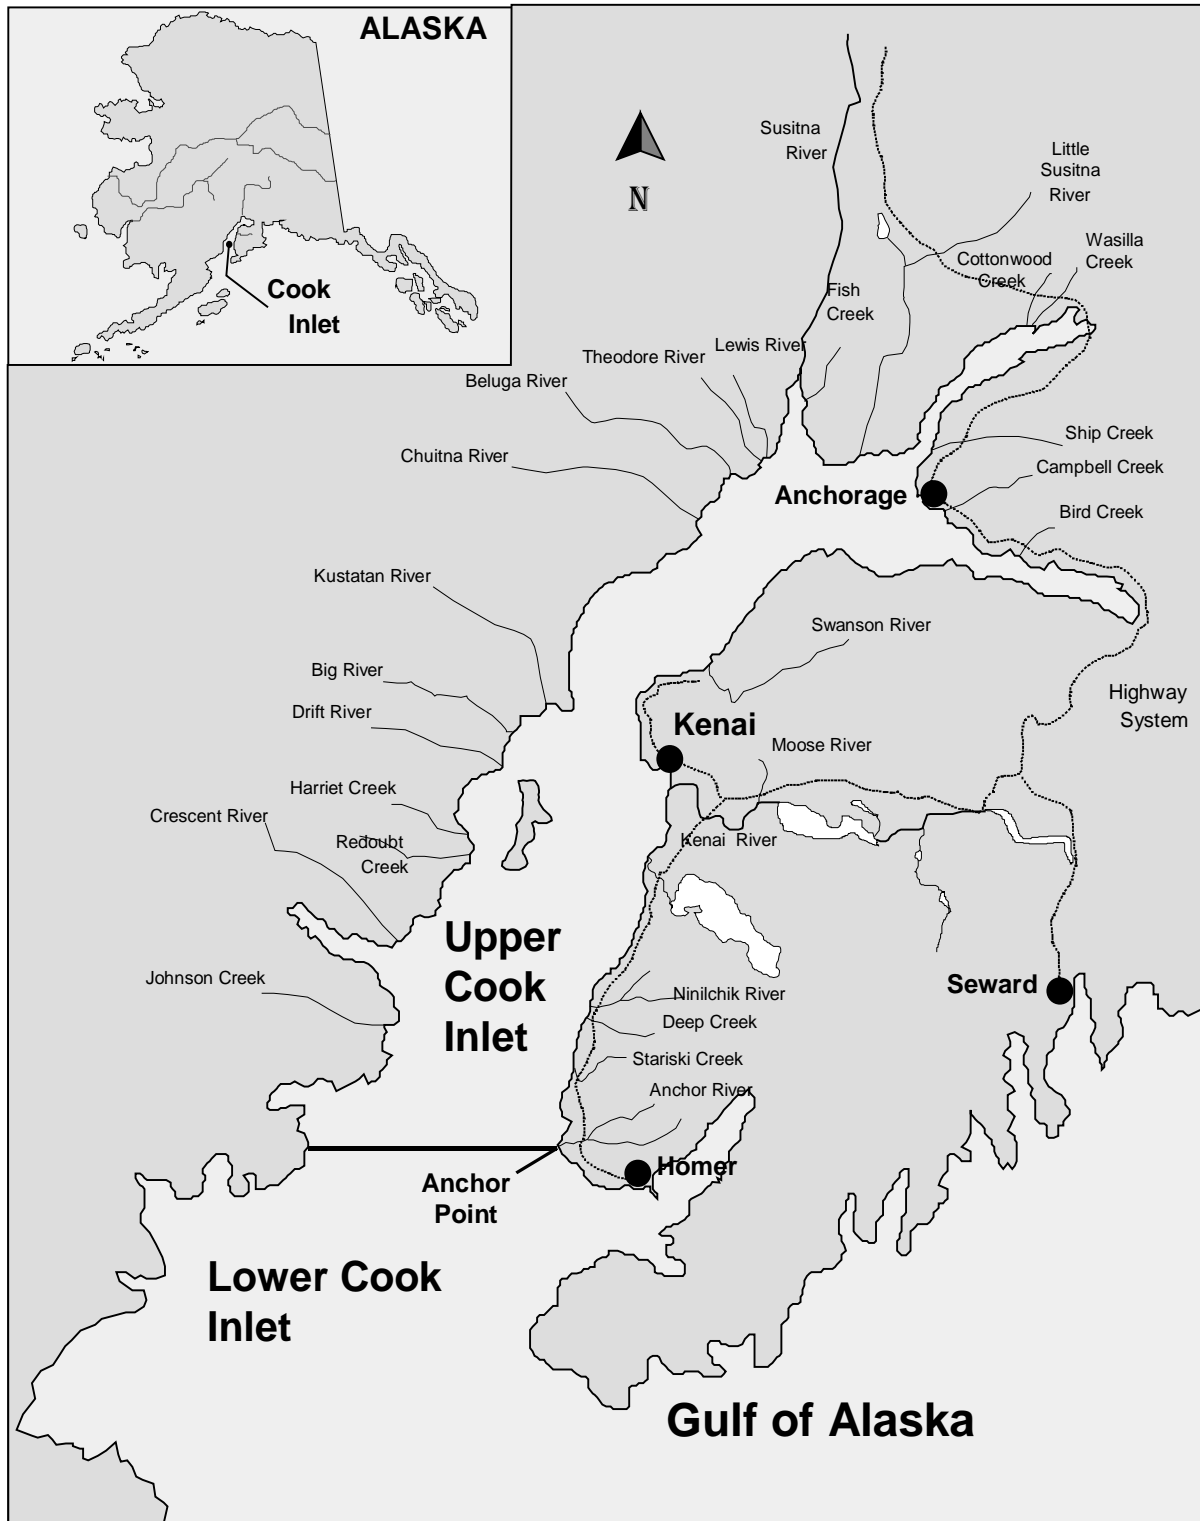 ALASKA
Cook
Inlet
N
Susitna
River
Little
Susitna
River
Wasilla
Creek
Cottonwood
Creek
Fish
Creek
Lewis River
Theodore River
Beluga River
Chuitna River
Ship Creek
Campbell Creek
Anchorage
Bird Creek
Kustatan River
Swanson River
Big River
Highway
System
Drift River
Kenai
Moose River
Harriet Creek
Crescent River
Redoubt
Creek
Kenai River
Upper
Cook
Inlet
Johnson Creek
Seward
Ninilchik River
Deep Creek
Stariski Creek
Anchor River
Homer
Anchor
Point
Lower Cook
Inlet
Gulf of Alaska